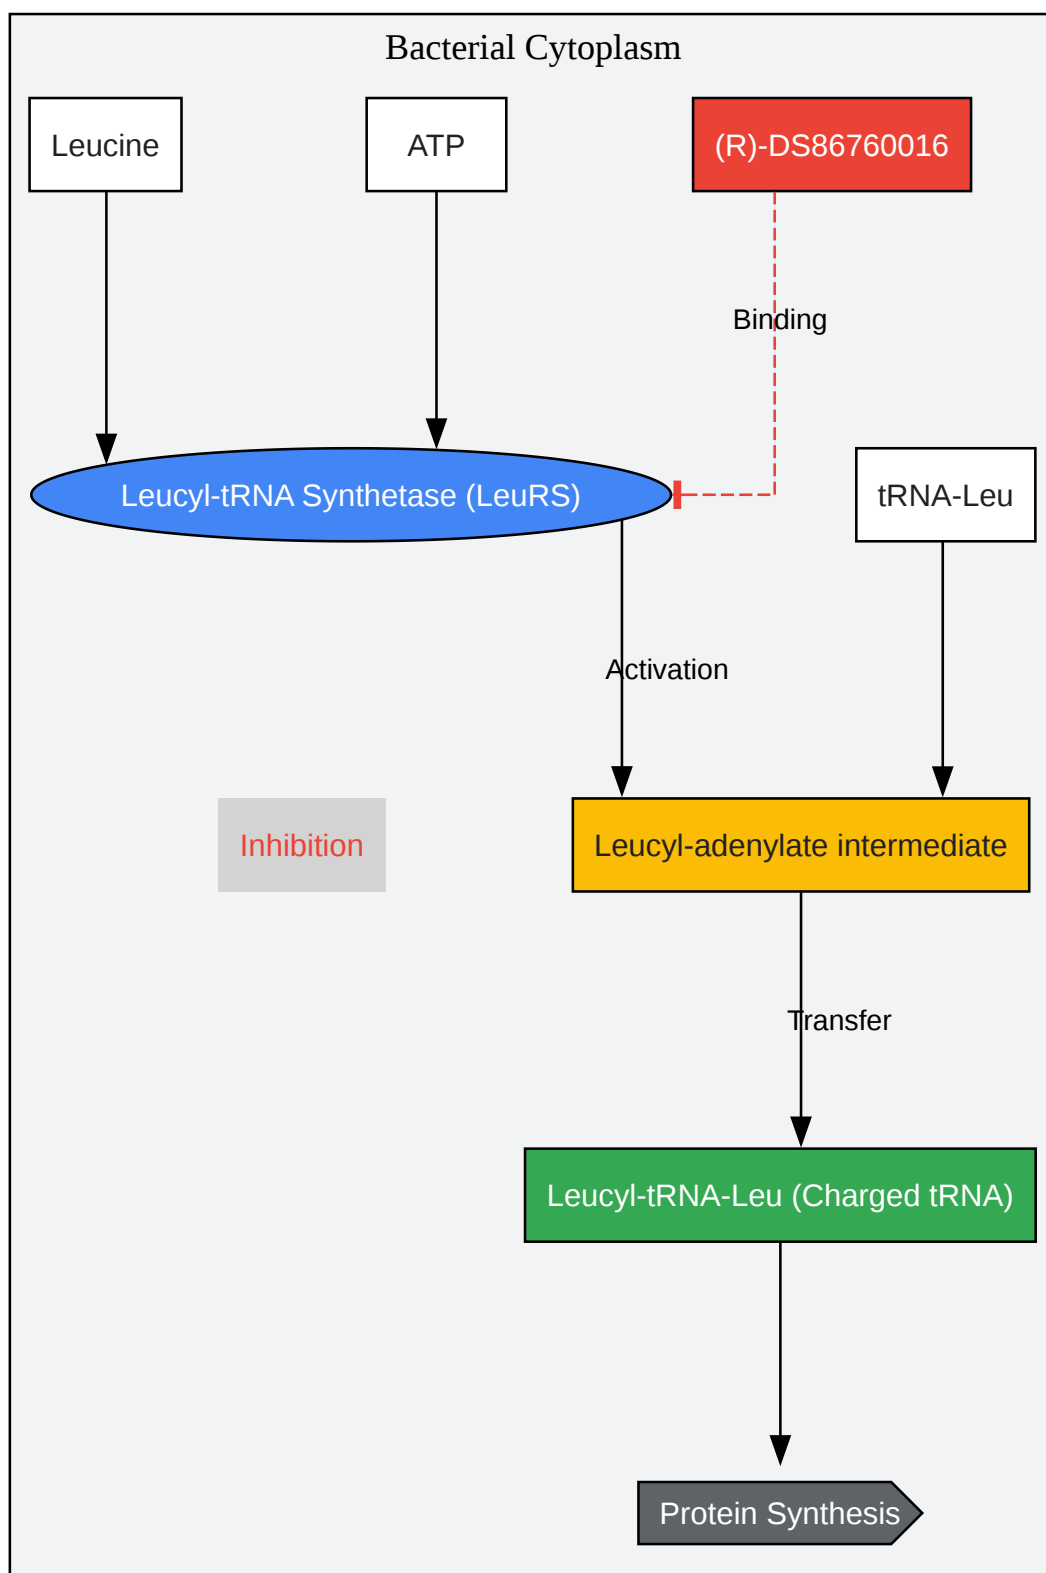 Bacterial Cytoplasm
Leucine
ATP
(R)-DS86760016
Binding
Leucyl-tRNA Synthetase (LeuRS)
tRNA-Leu
Activation
Inhibition
Leucyl-adenylate intermediate
Transfer
Leucyl-tRNA-Leu (Charged tRNA)
Protein Synthesis